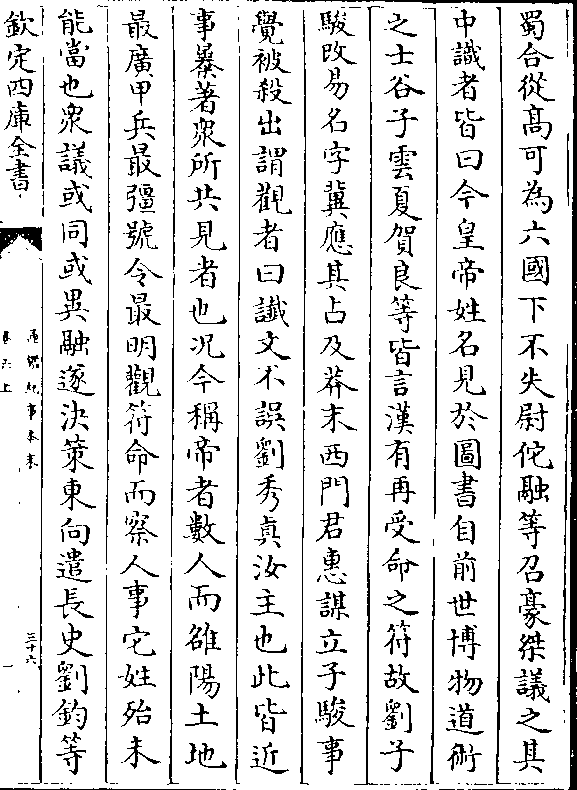 蜀合從髙可為六國下不失尉佗融等召豪桀議之其
中識者皆曰今皇帝姓名見於圖書自前世博物道術
之士谷子雲夏賀良等皆言漢有再受命之符故劉子
駿改易名字冀應其占及莽末西門君惠謀立子駿事
覺被殺出謂觀者曰䜟文不誤劉秀真汝主也此皆近
事㬥著衆所共見者也况今稱帝者數人而雒陽土地
最廣甲兵最彊號令最明觀符命而察人事它姓殆未
能當也衆議或同或異融遂決策東向遣長史劉鈞等
欽定四庫全書
通鑑紀事本末
卷六上
三十六